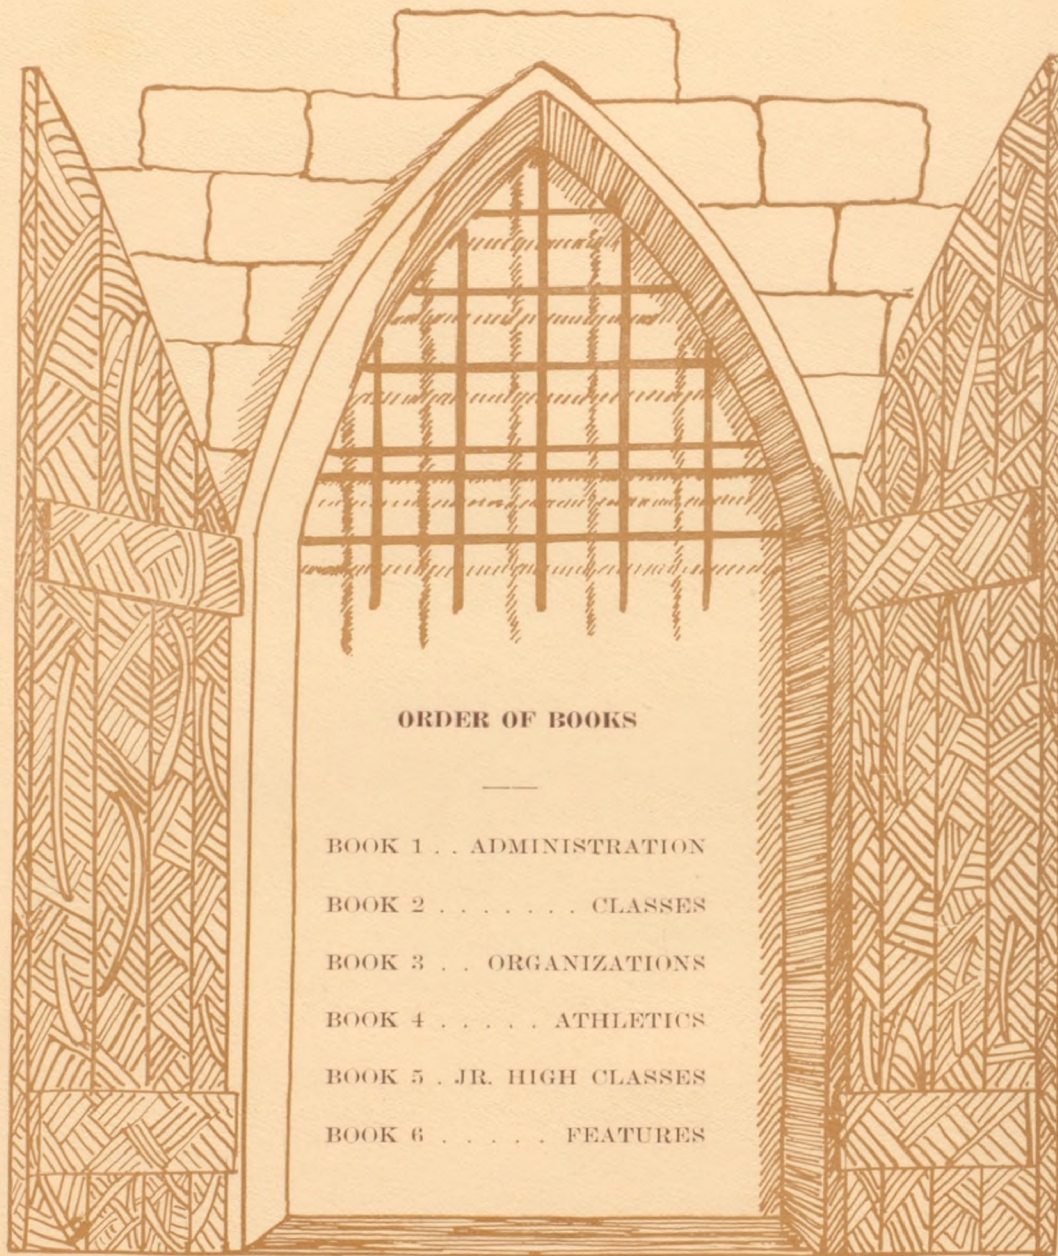 ORDER OF BOOKS
BOOK 1 . . ADMINISTRATION
BOOK 2 . . . . . . . CLASSES
BOOK 3 . . ORGANIZATIONS
BOOK 4 . . . . . ATHLETICS
BOOK 5 . JR. HIGH CLASSES
BOOK 6 . . . . . FEATURES